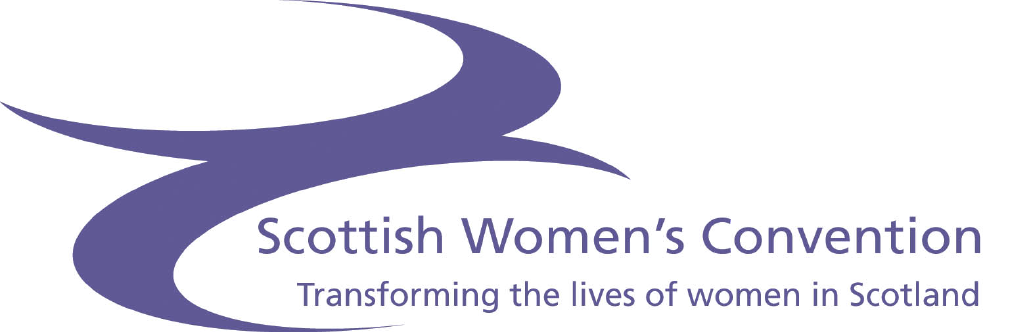 Scottish Women's Convention
Transforming the lives of women in Scotland